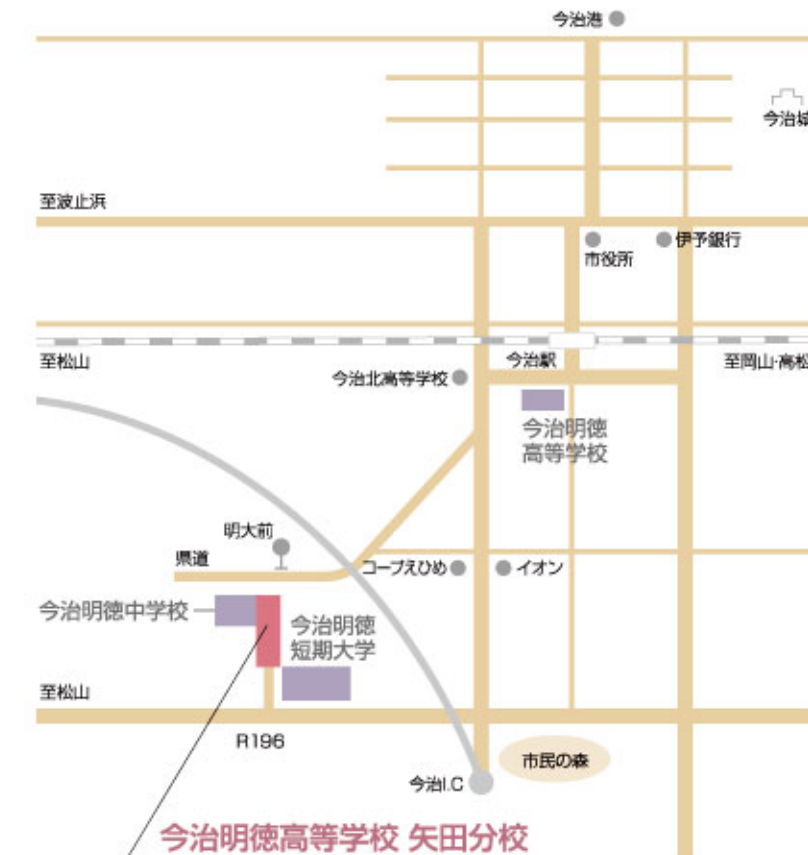 今治港
今治城
至波止浜
伊予銀行
市役所
至松山
今治駅
至岡山・高松
今治北高等学校
今治明徳
高等学校
明大前
県道
コープえひめ
イオン
今治明徳中学校
今治明徳
短期大学
至松山
R196
市民の森
今治I.C
今治明徳高等学校 矢田分校